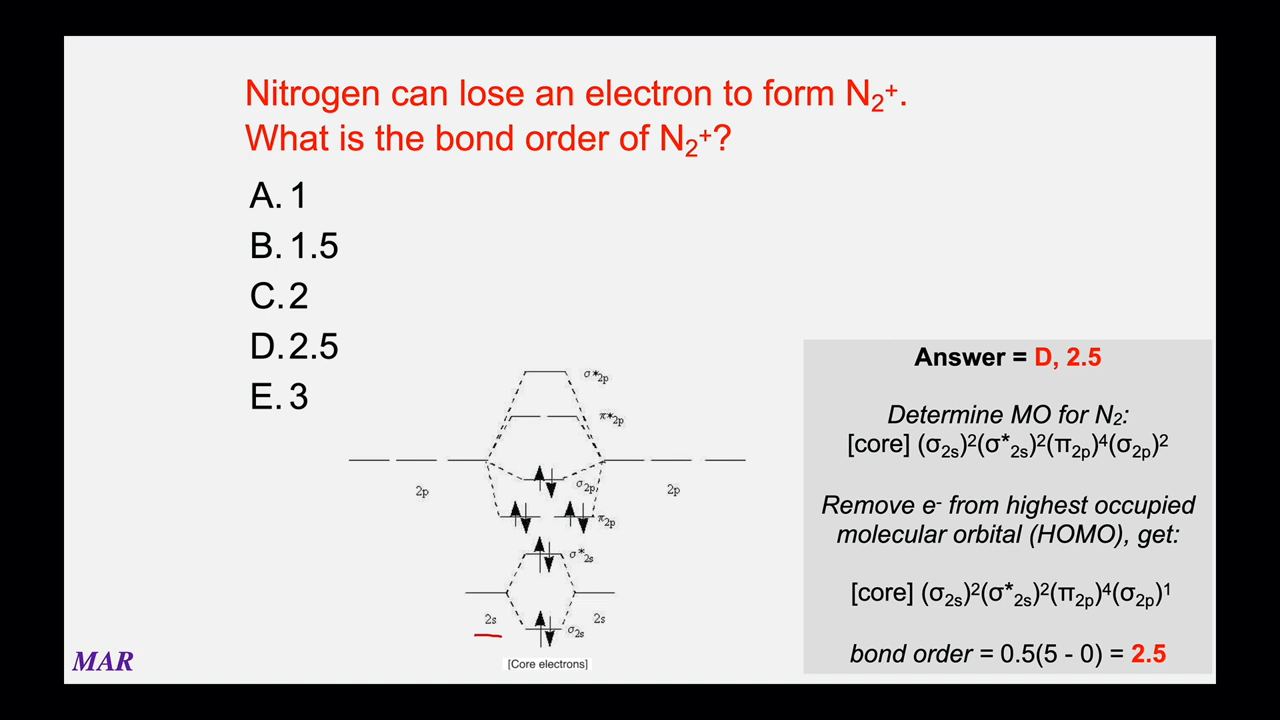 Nitrogen can lose an electron to form N₂⁺.
What is the bond order of N₂⁺?
A. 1
B. 1.5
C. 2
D. 2.5
E. 3
σ*2p
π*2p
2p
σ2p
2p
π2p
σ*2s
2s
2s
σ2s
[Core electrons]
Answer = D, 2.5
Determine MO for N₂:
[core] (σ2s)²(σ*2s)²(π2p)⁴(σ2p)²
Remove e⁻ from highest occupied
molecular orbital (HOMO), get:
[core] (σ2s)²(σ*2s)²(π2p)⁴(σ2p)¹
bond order = 0.5(5 - 0) = 2.5
MAR